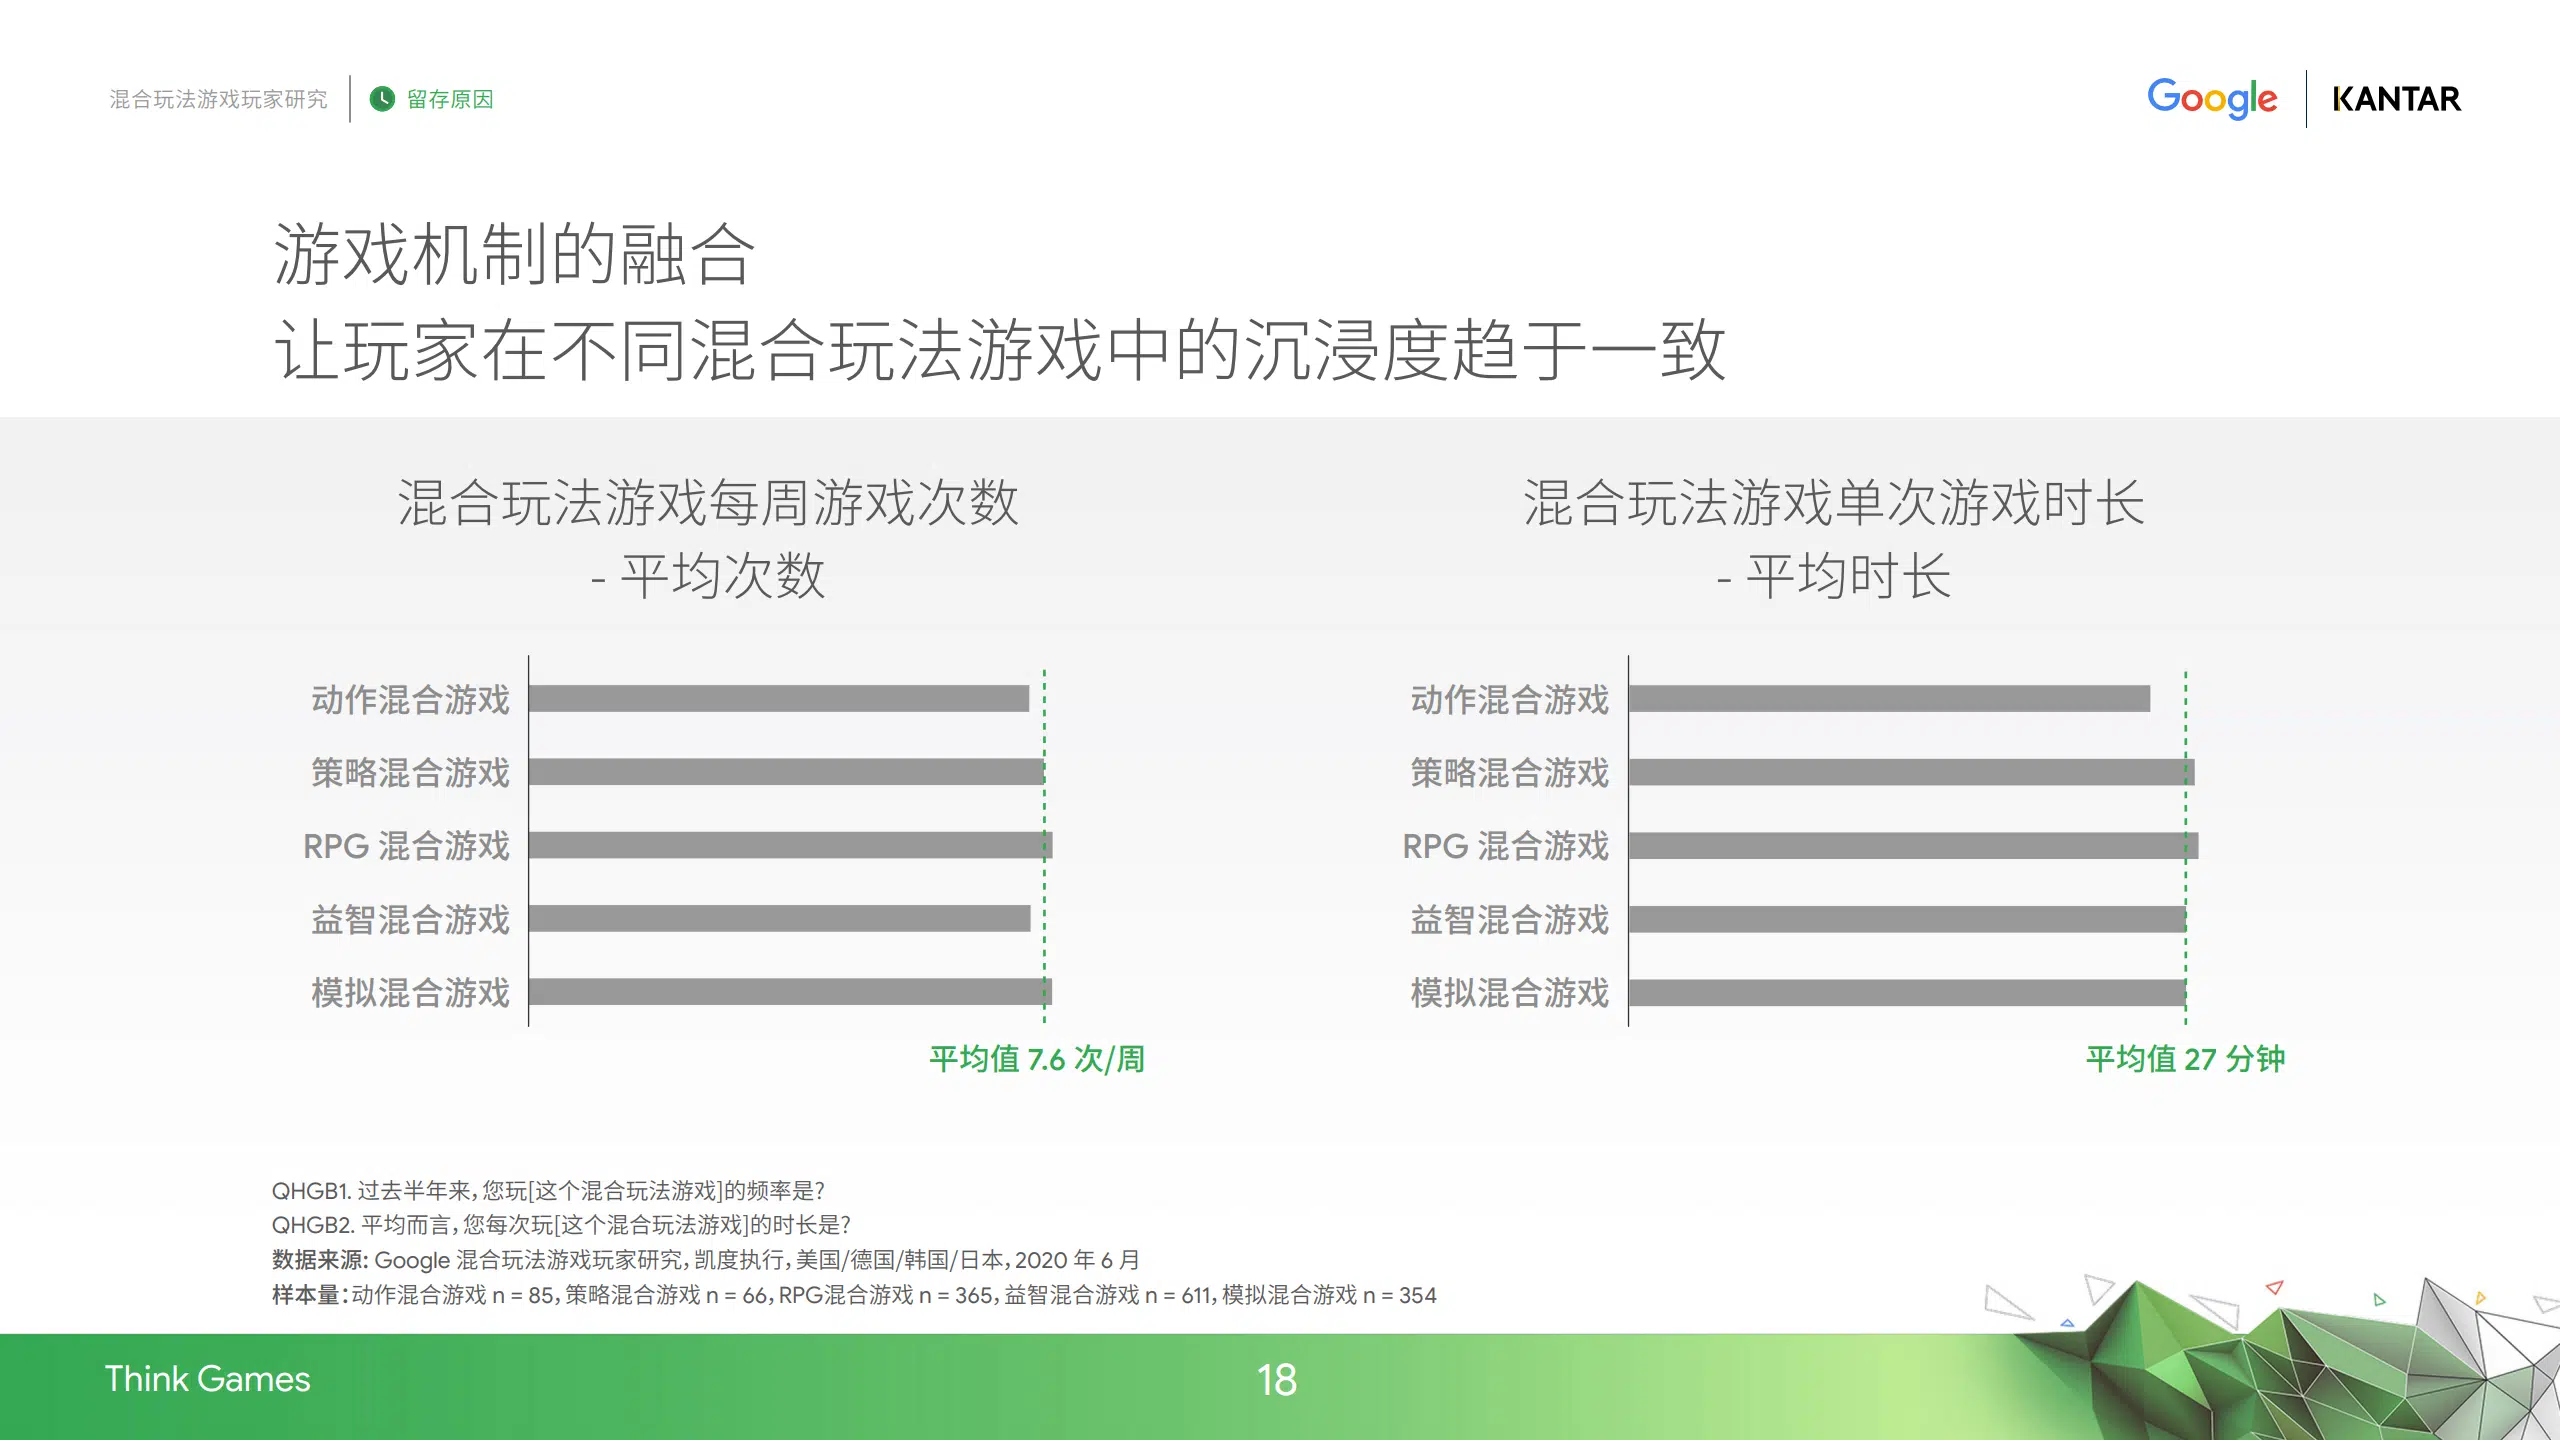 混合玩法游戏玩家研究
留存原因
Google
KANTAR
游戏机制的融合
让玩家在不同混合玩法游戏中的沉浸度趋于一致
混合玩法游戏每周游戏次数
- 平均次数
动作混合游戏
策略混合游戏
RPG 混合游戏
益智混合游戏
模拟混合游戏
平均值 7.6 次/周
混合玩法游戏单次游戏时长
- 平均时长
动作混合游戏
策略混合游戏
RPG 混合游戏
益智混合游戏
模拟混合游戏
平均值 27 分钟
QHGB1. 过去半年来，您玩[这个混合玩法游戏]的频率是？
QHGB2. 平均而言，您每次玩[这个混合玩法游戏]的时长是？
数据来源: Google 混合玩法游戏玩家研究，凯度执行，美国/德国/韩国/日本，2020 年 6 月
样本量：动作混合游戏 n = 85，策略混合游戏 n = 66，RPG混合游戏 n = 365，益智混合游戏 n = 611，模拟混合游戏 n = 354
Think Games
18